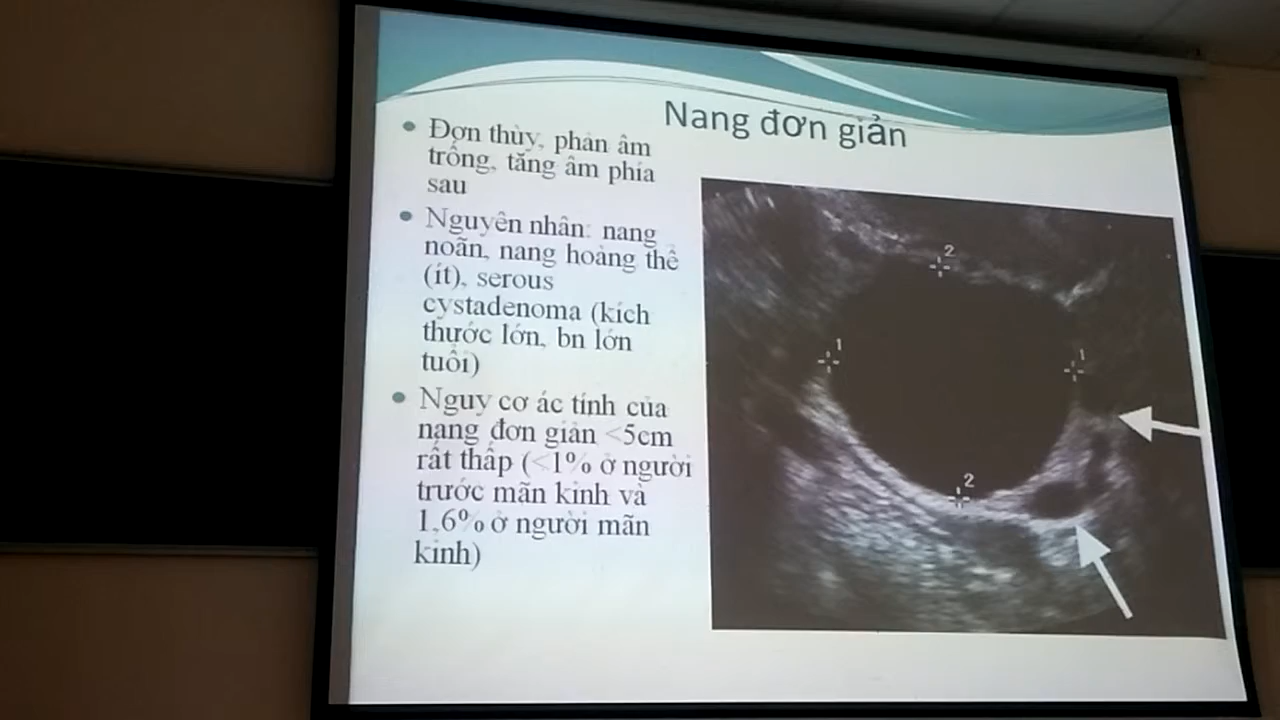 Nang đơn giản
Đơn thùy, phản âm
trống, tăng âm phía
sau
Nguyên nhân: nang
noãn, nang hoàng thể
(ít), serous
cystadenoma (kích
thước lớn, bn lớn
tuổi)
Nguy cơ ác tính của
nang đơn giản <5cm
rất thấp (<1% ở người
trước mãn kinh và
1,6% ở người mãn
kinh)
2
1
1
2